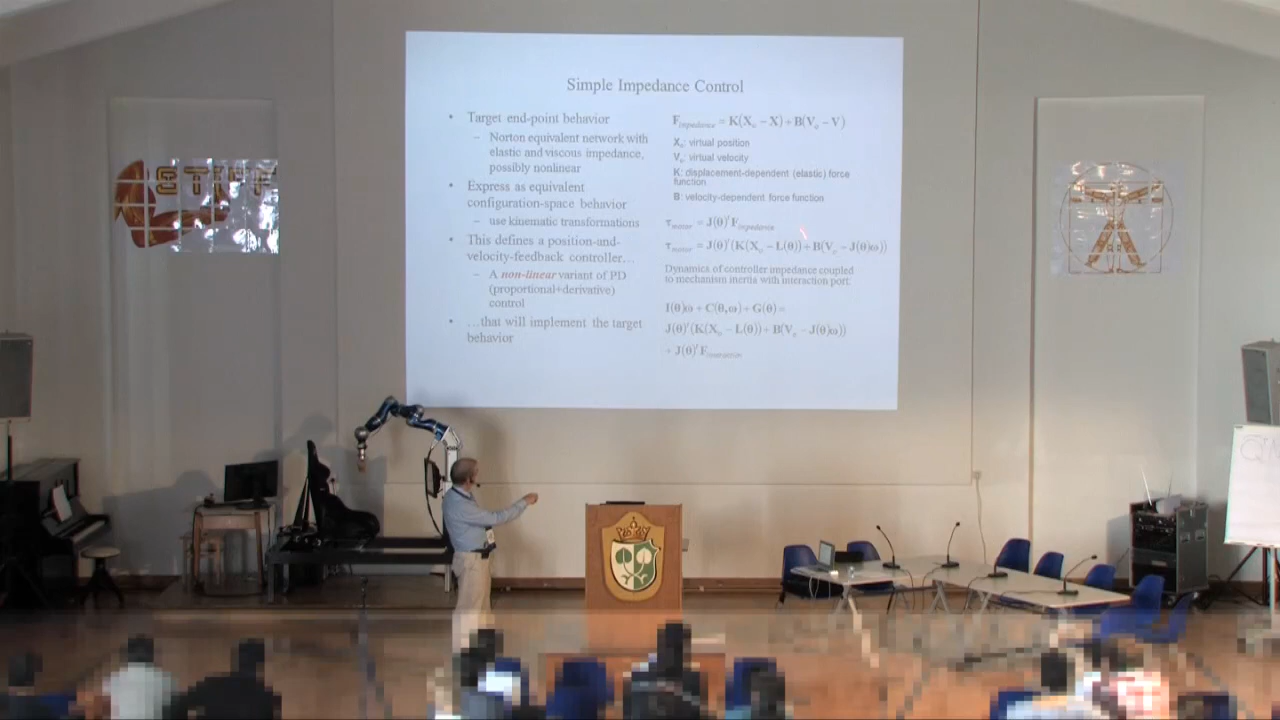 Simple Impedance Control
• Target end-point behavior
– Norton equivalent network with
elastic and viscous impedance,
possibly nonlinear
• Express as equivalent
configuration-space behavior
– use kinematic transformations
• This defines a position-and-
velocity-feedback controller…
– A non-linear variant of PD
(proportional+derivative)
control
• …that will implement the target
behavior
F_impedance = K(X_o − X) + B(V_o − V)
X_o: virtual position
V_o: virtual velocity
K: displacement-dependent (elastic) force
function
B: velocity-dependent force function
τ_motor = J(θ)^t F_impedance
τ_motor = J(θ)^t (K(X_o − L(θ)) + B(V_o − J(θ)ω))
Dynamics of controller impedance coupled
to mechanism inertia with interaction port:
I(θ)ω̇ + C(θ,ω) + G(θ) =
J(θ)^t (K(X_o − L(θ)) + B(V_o − J(θ)ω))
+ J(θ)^t F_interaction
STIFF